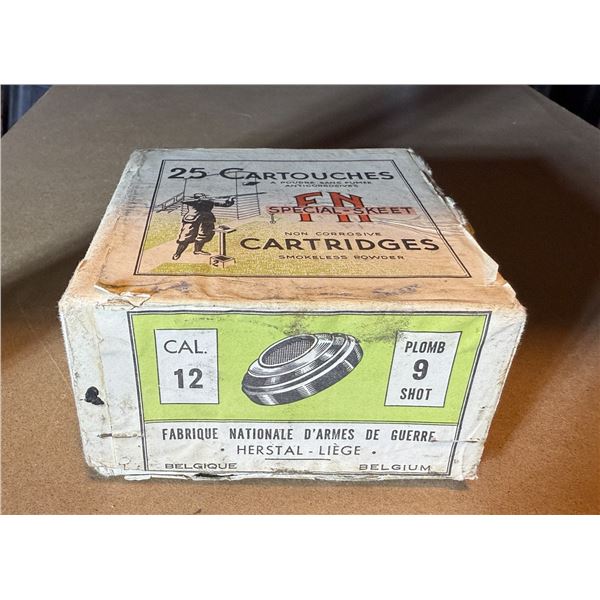 25 CARTOUCHES
A POUDRE SANS FUMÉE
ANTICORROSIVES
FN
SPECIAL-SKEET
NON CORROSIVE
CARTRIDGES
SMOKELESS POWDER
CAL.
12
PLOMB
9
SHOT
FABRIQUE NATIONALE D'ARMES DE GUERRE
· HERSTAL - LIÈGE ·
BELGIQUE BELGIUM